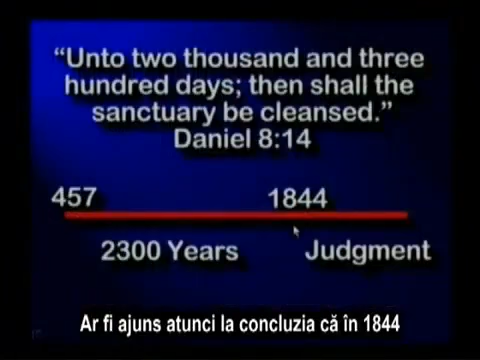 “Unto two thousand and three
hundred days; then shall the
sanctuary be cleansed.”
Daniel 8:14
457 1844
2300 Years Judgment
Ar fi ajuns atunci la concluzia că în 1844